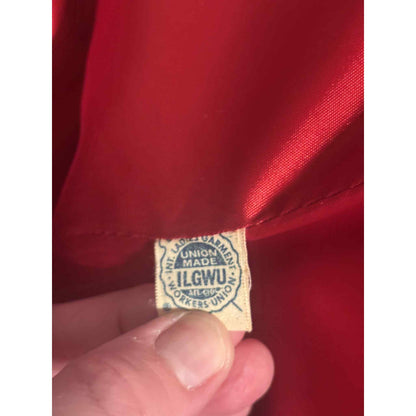 INT. LADIES GARMENT
UNION
MADE
ILGWU
AFL-CIO
WORKERS UNION